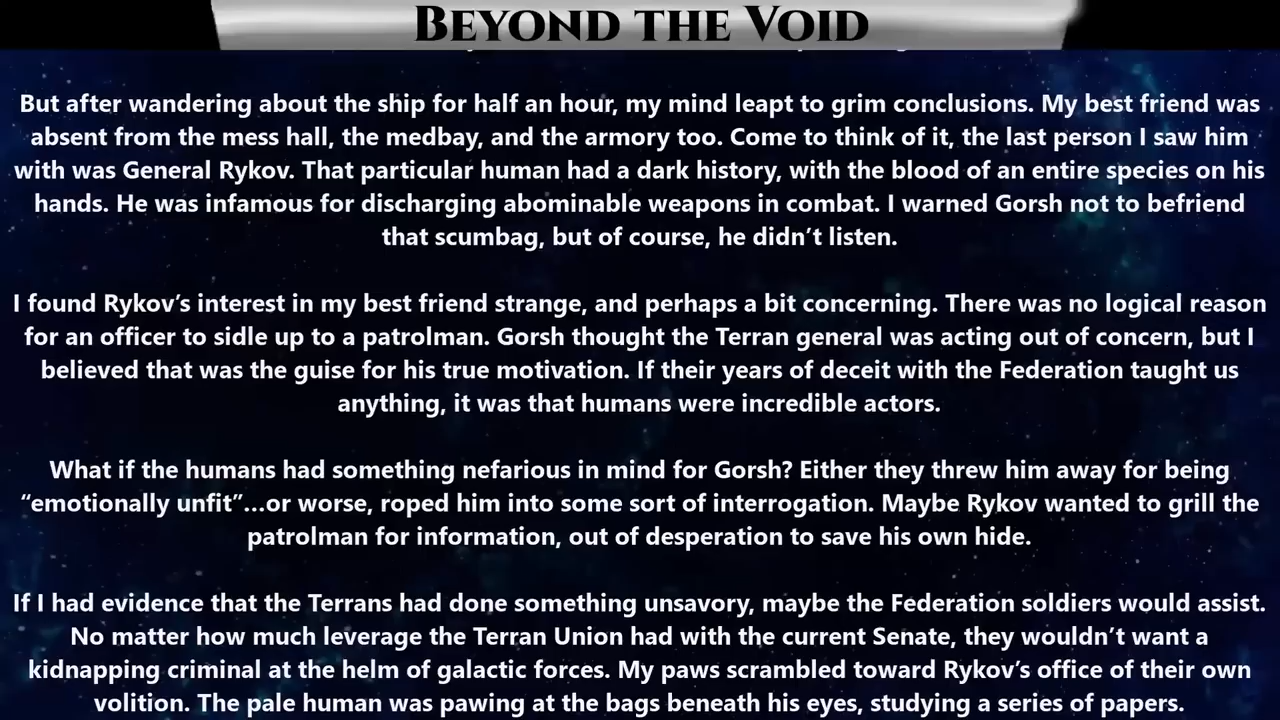 BEYOND THE VOID
But after wandering about the ship for half an hour, my mind leapt to grim conclusions. My best friend was
absent from the mess hall, the medbay, and the armory too. Come to think of it, the last person I saw him
with was General Rykov. That particular human had a dark history, with the blood of an entire species on his
hands. He was infamous for discharging abominable weapons in combat. I warned Gorsh not to befriend
that scumbag, but of course, he didn’t listen.
I found Rykov’s interest in my best friend strange, and perhaps a bit concerning. There was no logical reason
for an officer to sidle up to a patrolman. Gorsh thought the Terran general was acting out of concern, but I
believed that was the guise for his true motivation. If their years of deceit with the Federation taught us
anything, it was that humans were incredible actors.
What if the humans had something nefarious in mind for Gorsh? Either they threw him away for being
“emotionally unfit”…or worse, roped him into some sort of interrogation. Maybe Rykov wanted to grill the
patrolman for information, out of desperation to save his own hide.
If I had evidence that the Terrans had done something unsavory, maybe the Federation soldiers would assist.
No matter how much leverage the Terran Union had with the current Senate, they wouldn’t want a
kidnapping criminal at the helm of galactic forces. My paws scrambled toward Rykov’s office of their own
volition. The pale human was pawing at the bags beneath his eyes, studying a series of papers.